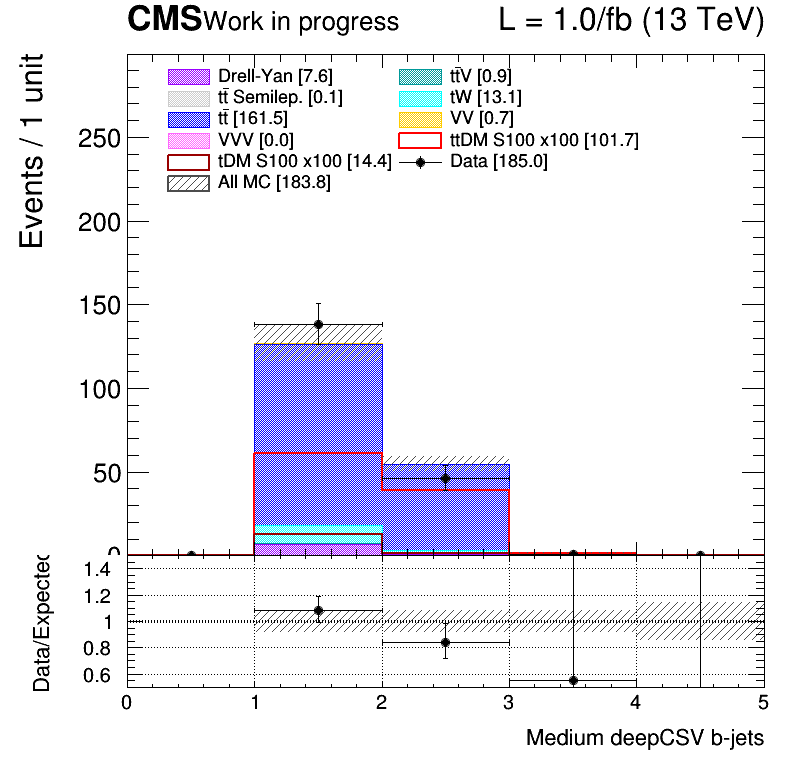 CMS Work in progress L = 1.0/fb (13 TeV)
Events / 1 unit
Drell-Yan [7.6] tt̄V [0.9]
tt̄ Semilep. [0.1] tW [13.1]
tt̄ [161.5] VV [0.7]
VVV [0.0] ttDM S100 x100 [101.7]
tDM S100 x100 [14.4] Data [185.0]
All MC [183.8]
250
200
150
100
50
0
Data/Expected
1.4
1.2
1
0.8
0.6
0 1 2 3 4 5
Medium deepCSV b-jets